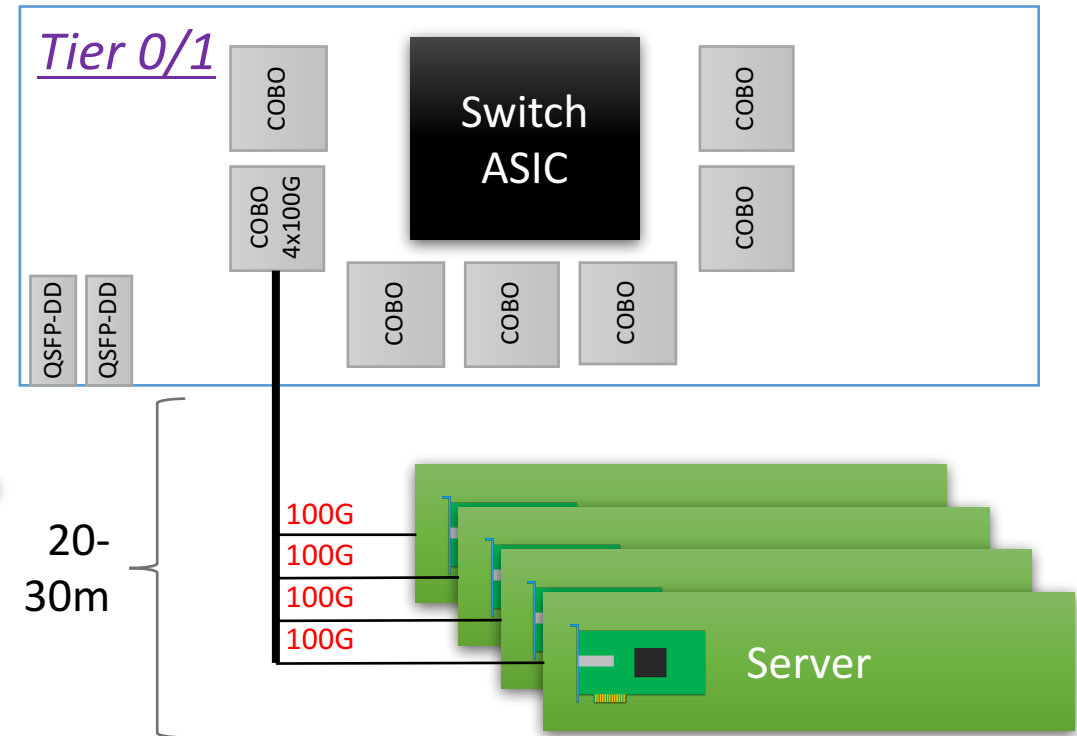 Tier 0/1
COBO
Switch
ASIC
COBO
COBO
4x100G
COBO
QSFP-DD
QSFP-DD
COBO
COBO
COBO
20-
30m
100G
100G
100G
100G
Server